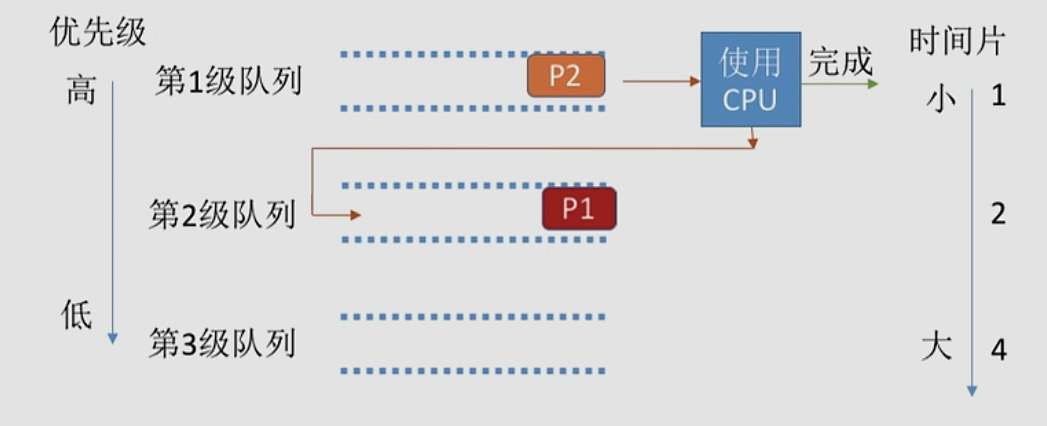 优先级
时间片
高
第1级队列
P2
使用
CPU
完成
小
1
第2级队列
P1
2
低
第3级队列
大
4